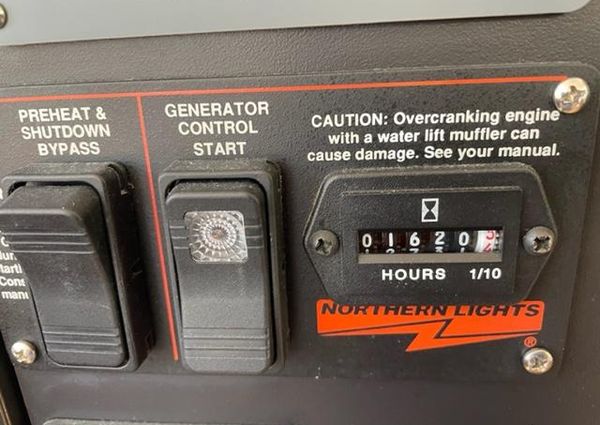 PREHEAT &
SHUTDOWN
BYPASS
GENERATOR
CONTROL
START
CAUTION: Overcranking engine
with a water lift muffler can
cause damage. See your manual.
0 1 6 2 0
HOURS 1/10
NORTHERN LIGHTS
®